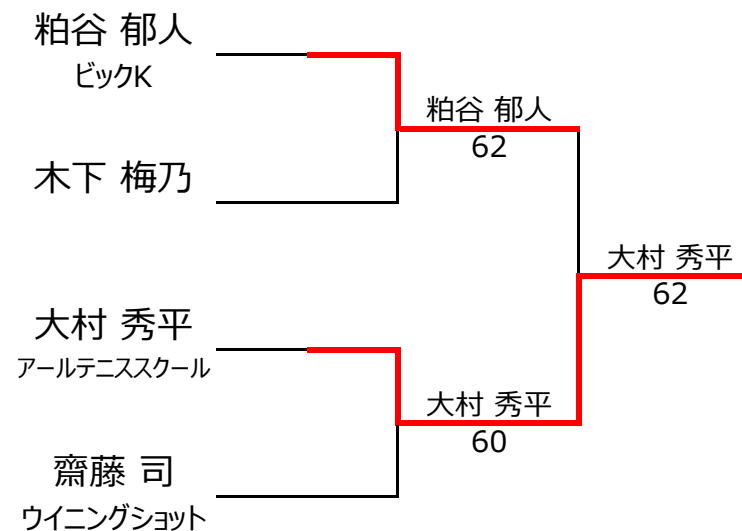 粕谷 郁人
ビックK
木下 梅乃
大村 秀平
アールテニススクール
齋藤 司
ウイニングショット
粕谷 郁人
62
大村 秀平
60
大村 秀平
62